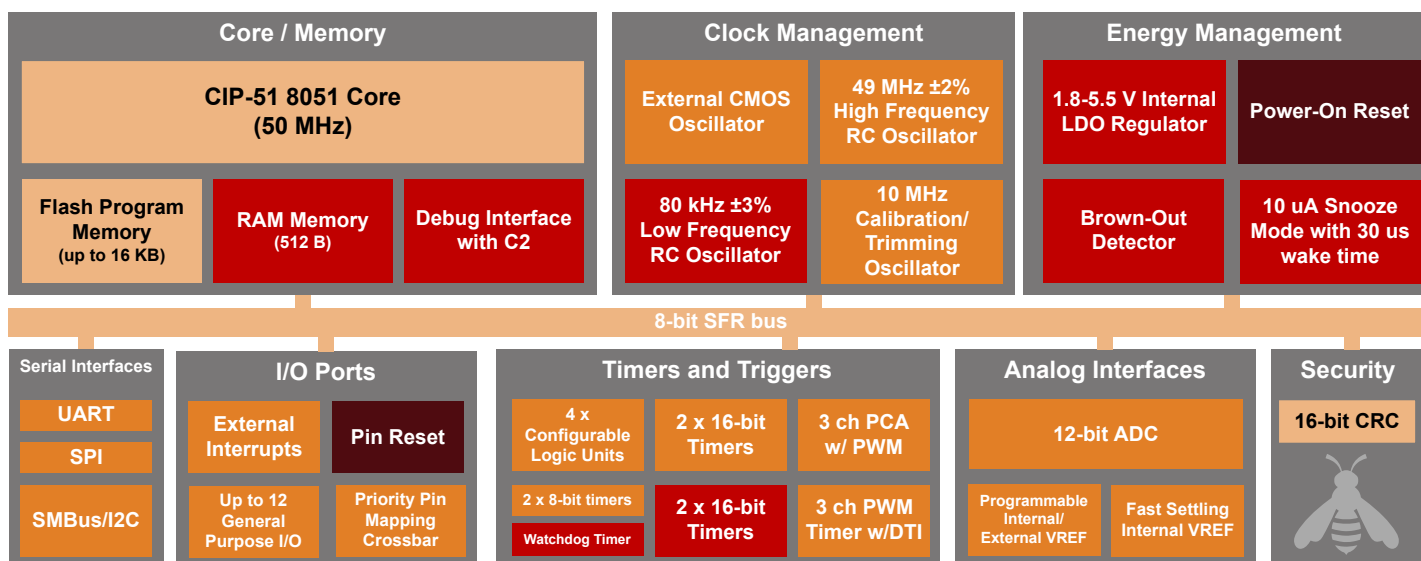 Core / Memory
CIP-51 8051 Core
(50 MHz)
Flash Program
Memory
(up to 16 KB)
RAM Memory
(512 B)
Debug Interface
with C2
Clock Management
External CMOS
Oscillator
49 MHz ±2%
High Frequency
RC Oscillator
80 kHz ±3%
Low Frequency
RC Oscillator
10 MHz
Calibration/
Trimming
Oscillator
Energy Management
1.8-5.5 V Internal
LDO Regulator
Power-On Reset
Brown-Out
Detector
10 uA Snooze
Mode with 30 us
wake time
8-bit SFR bus
Serial Interfaces
UART
SPI
SMBus/I2C
I/O Ports
External
Interrupts
Pin Reset
Up to 12
General
Purpose I/O
Priority Pin
Mapping
Crossbar
Timers and Triggers
4 x
Configurable
Logic Units
2 x 16-bit
Timers
3 ch PCA
w/ PWM
2 x 8-bit timers
Watchdog Timer
2 x 16-bit
Timers
3 ch PWM
Timer w/DTI
Analog Interfaces
12-bit ADC
Programmable
Internal/
External VREF
Fast Settling
Internal VREF
Security
16-bit CRC